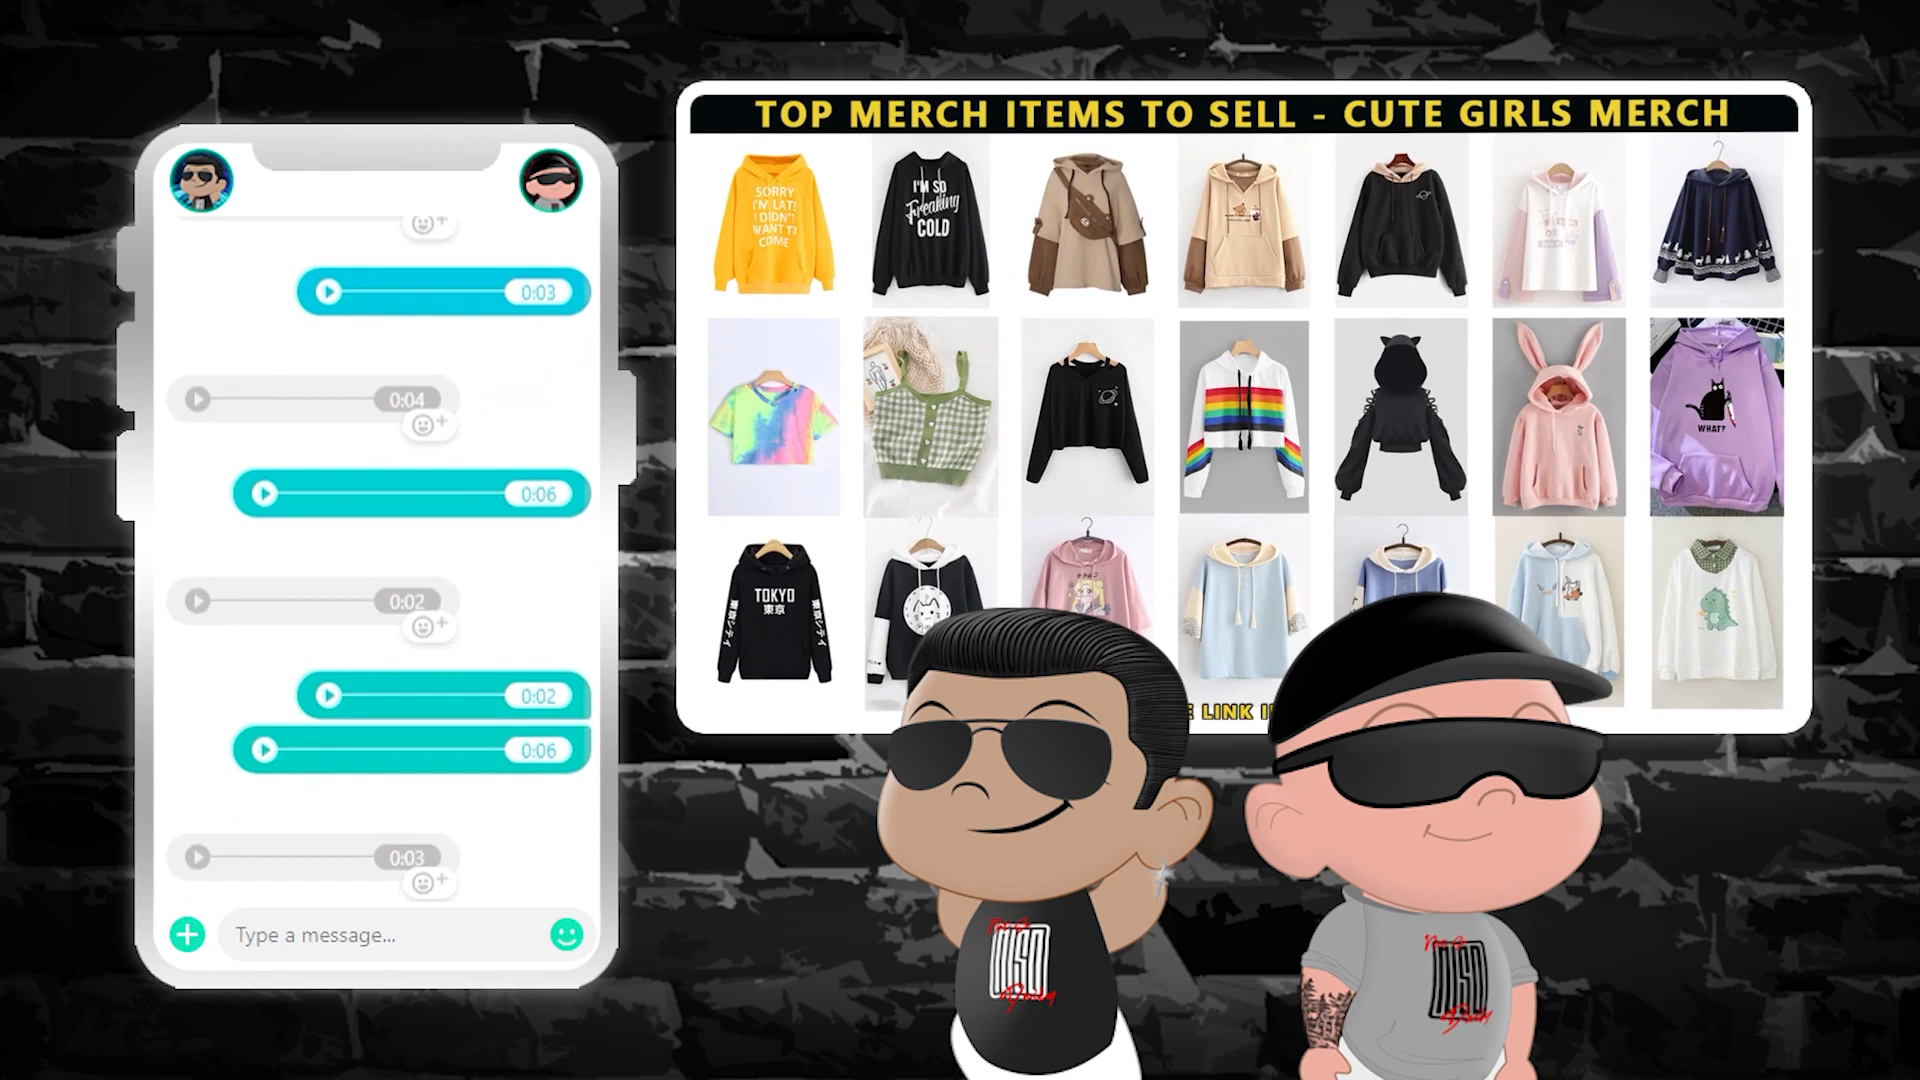 TOP MERCH ITEMS TO SELL - CUTE GIRLS MERCH
SORRY
I'M LATE
I DIDN'T
WANT TO
COME
I'M SO
Freaking
COLD
WHAT?
TOKYO
東京
LINK
0:03
0:04
0:06
0:02
0:02
0:06
0:03
Type a message...